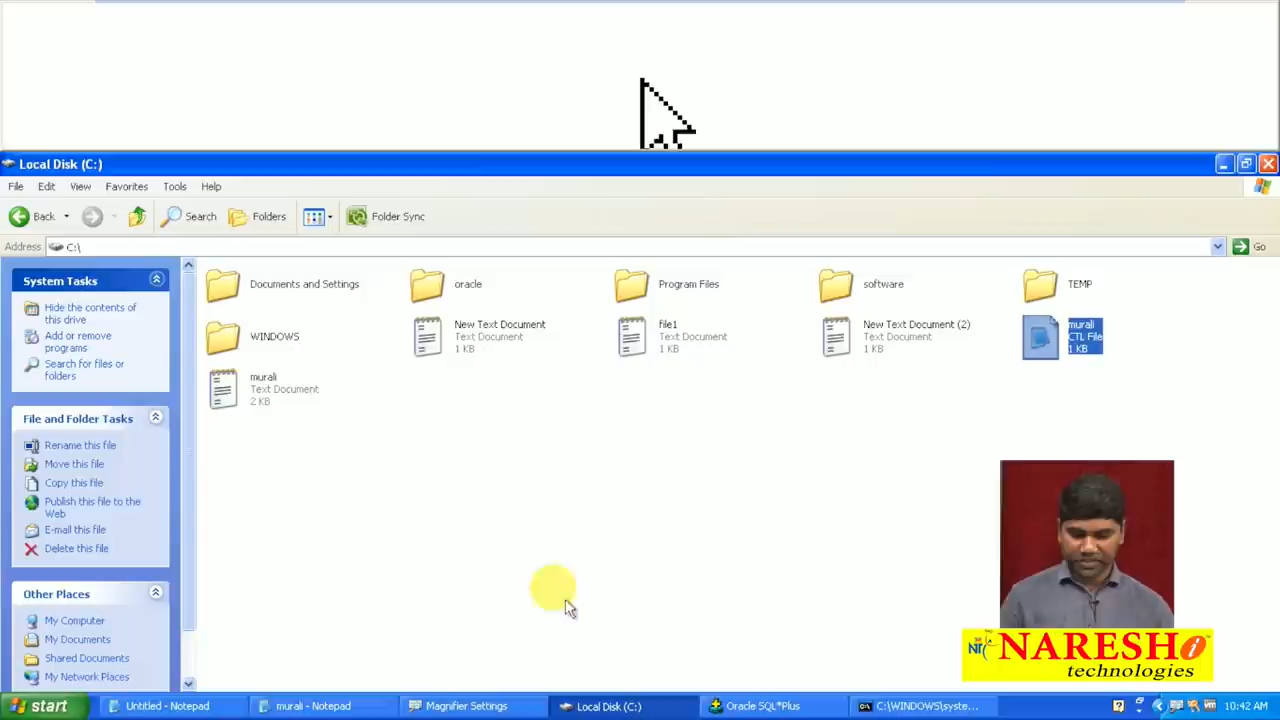 Local Disk (C:)
File Edit View Favorites Tools Help
Back Search Folders Folder Sync
Address C:\ Go
System Tasks
Hide the contents of
this drive
Add or remove
programs
Search for files or
folders
File and Folder Tasks
Rename this file
Move this file
Copy this file
Publish this file to the
Web
E-mail this file
Delete this file
Other Places
My Computer
My Documents
Shared Documents
My Network Places
Documents and Settings
oracle
Program Files
software
TEMP
WINDOWS
New Text Document
Text Document
1 KB
file1
Text Document
1 KB
New Text Document (2)
Text Document
1 KB
murali
CTL File
1 KB
murali
Text Document
2 KB
NARESH i
technologies
start Untitled - Notepad murali - Notepad Magnifier Settings Local Disk (C:) Oracle SQL*Plus C:\WINDOWS\syste... 10:42 AM